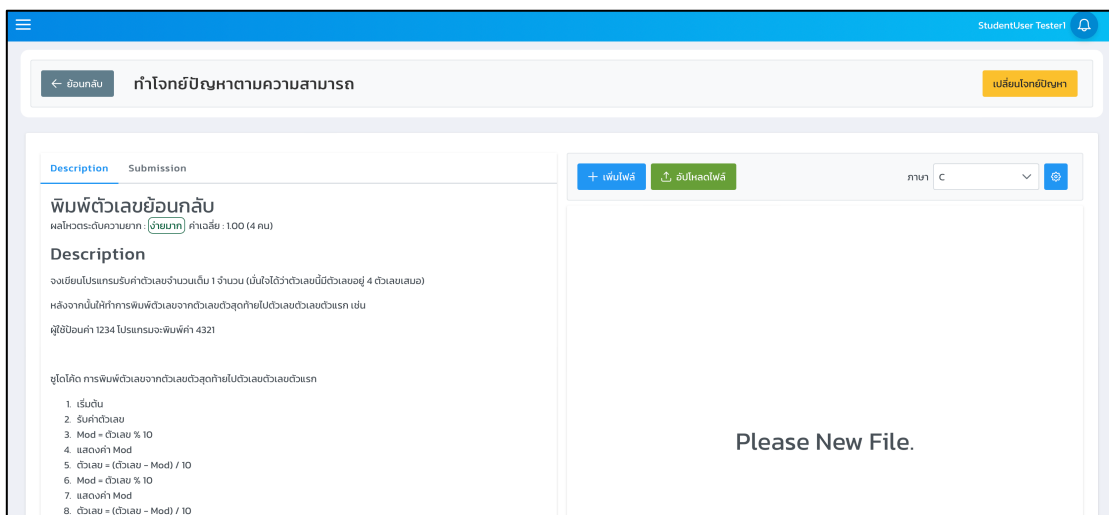 StudentUser Tester1
← ย้อนกลับ
ทำโจทย์ปัญหาตามความสามารถ
เปลี่ยนโจทย์ปัญหา
Description
Submission
+ เพิ่มไฟล์
อัปโหลดไฟล์
ภาษา
C
พิมพ์ตัวเลขย้อนกลับ
ผลโหวตระดับความยาก : ง่ายมาก ค่าเฉลี่ย : 1.00 (4 คน)
Description
จงเขียนโปรแกรมรับค่าตัวเลขจำนวนเต็ม 1 จำนวน (มั่นใจได้ว่าตัวเลขนี้มีตัวเลขอยู่ 4 ตัวเลขเสมอ)
หลังจากนั้นให้ทำการพิมพ์ตัวเลขจากตัวเลขตัวสุดท้ายไปตัวเลขตัวเลขตัวแรก เช่น
ผู้ใช้ป้อนค่า 1234 โปรแกรมจะพิมพ์ค่า 4321
ซูโดโค้ด การพิมพ์ตัวเลขจากตัวเลขตัวสุดท้ายไปตัวเลขตัวเลขตัวแรก
1. เริ่มต้น
2. รับค่าตัวเลข
3. Mod = ตัวเลข % 10
4. แสดงค่า Mod
5. ตัวเลข = (ตัวเลข - Mod) / 10
6. Mod = ตัวเลข % 10
7. แสดงค่า Mod
8. ตัวเลข = (ตัวเลข - Mod) / 10
Please New File.